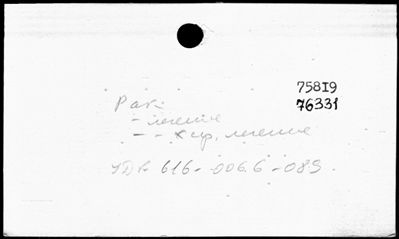 75819
76331
Рак:
- лечение
- - хир. лечение
УДК 616-006.6-089